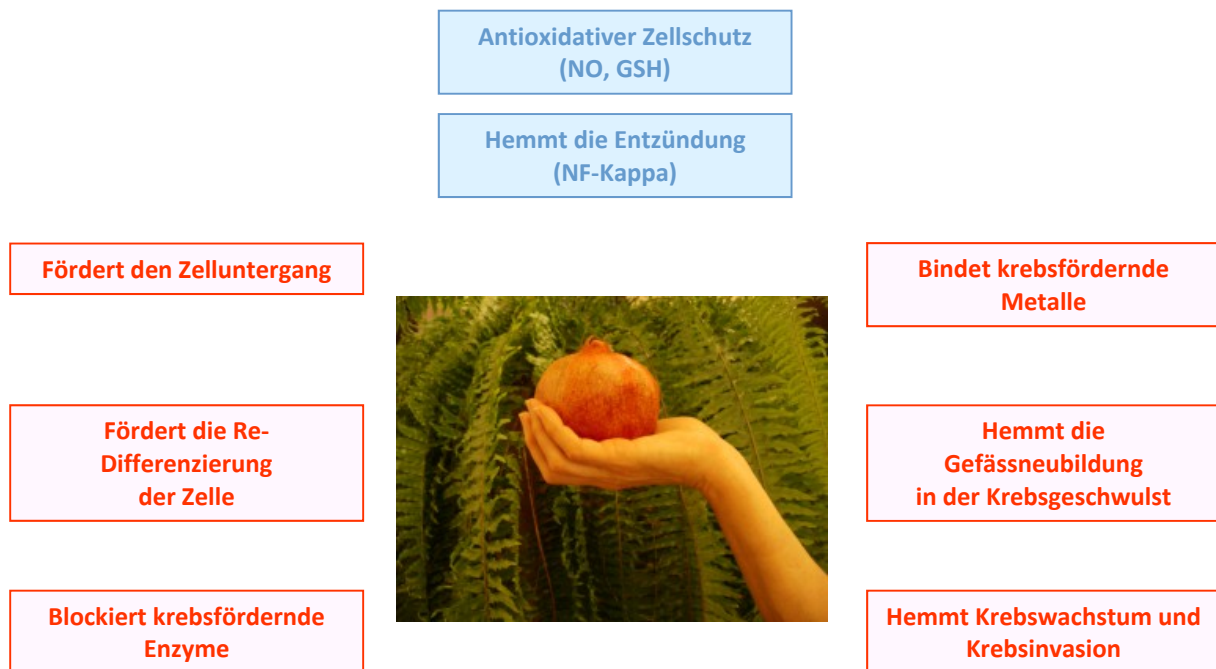 Antioxidativer Zellschutz
(NO, GSH)
Hemmt die Entzündung
(NF-Kappa)
Fördert den Zelluntergang
Bindet krebsfördernde
Metalle
Fördert die Re-
Differenzierung
der Zelle
Hemmt die
Gefässneubildung
in der Krebsgeschwulst
Blockiert krebsfördernde
Enzyme
Hemmt Krebswachstum und
Krebsinvasion